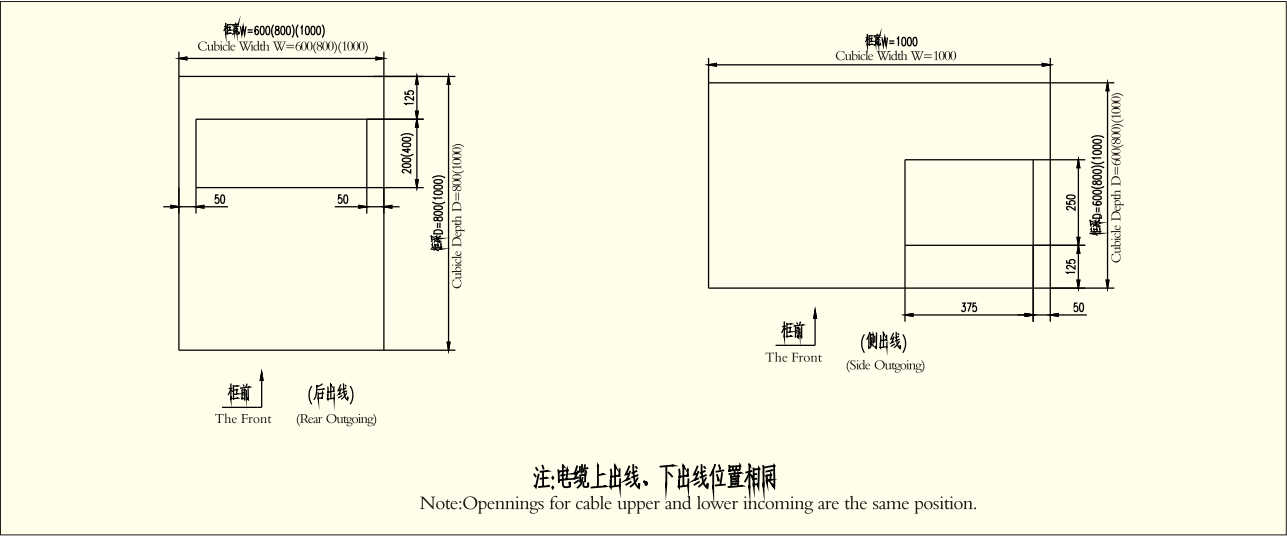 柜宽W=600(800)(1000)
Cubicle Width W=600(800)(1000)
125
200(400)
50
50
柜深D=800(1000)
Cubicle Depth D=800(1000)
柜前
The Front
(后出线)
(Rear Outgoing)
柜宽W=1000
Cubicle Width W=1000
250
125
柜深D=600(800)(1000)
Cubicle Depth D=600(800)(1000)
375
50
柜前
The Front
(侧出线)
(Side Outgoing)
注:电缆上出线、下出线位置相同
Note:Opennings for cable upper and lower incoming are the same position.